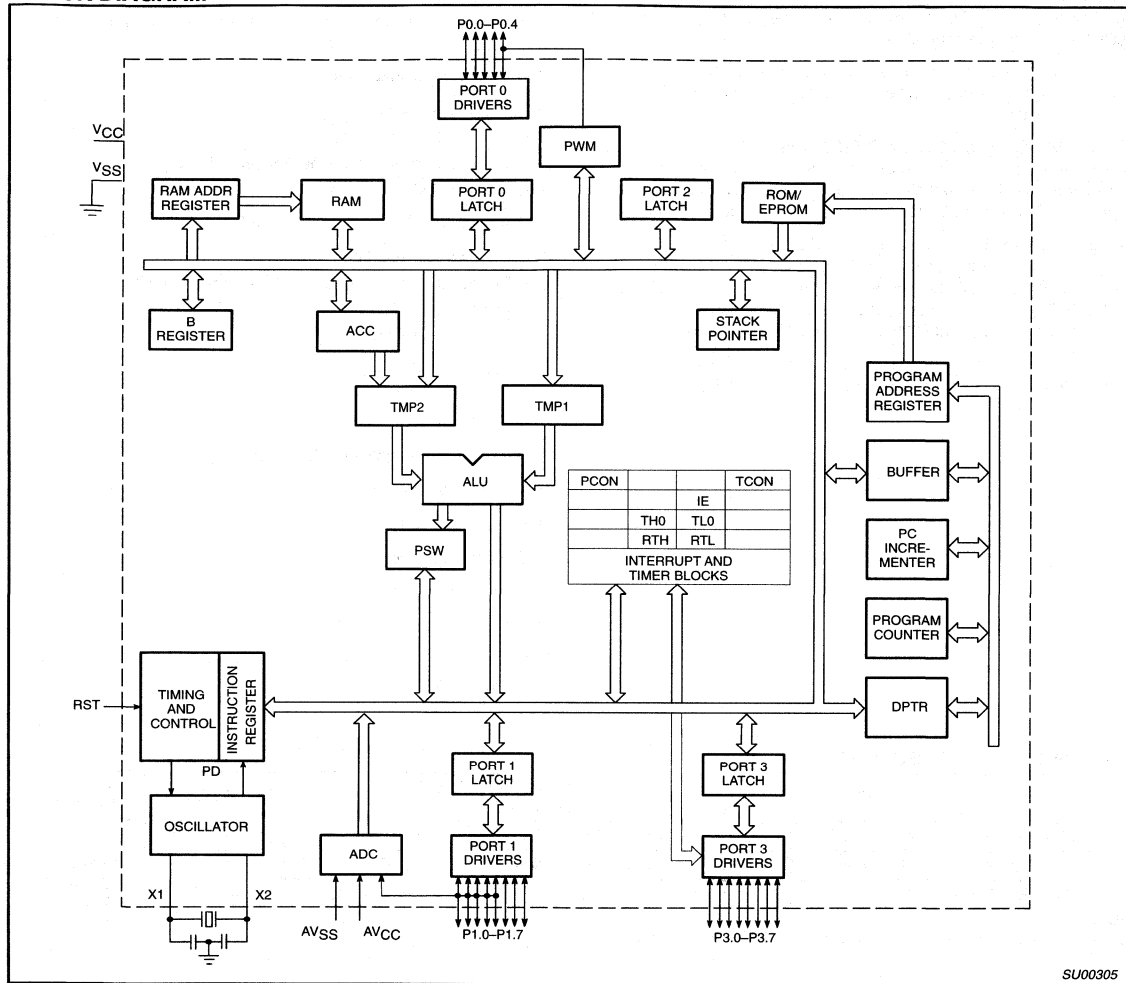 P0.0–P0.4
PORT 0
DRIVERS
VCC
PWM
VSS
RAM ADDR
REGISTER
RAM
PORT 0
LATCH
PORT 2
LATCH
ROM/
EPROM
B
REGISTER
ACC
STACK
POINTER
PROGRAM
ADDRESS
REGISTER
TMP2
TMP1
BUFFER
ALU
PCON TCON
IE
TH0 TL0
RTH RTL
INTERRUPT AND
TIMER BLOCKS
PSW
PC
INCRE-
MENTER
PROGRAM
COUNTER
RST
TIMING
AND
CONTROL
INSTRUCTION
REGISTER
DPTR
PD
PORT 1
LATCH
PORT 3
LATCH
OSCILLATOR
ADC
PORT 1
DRIVERS
PORT 3
DRIVERS
X1
X2
AVSS
AVCC
P1.0–P1.7
P3.0–P3.7
SU00305